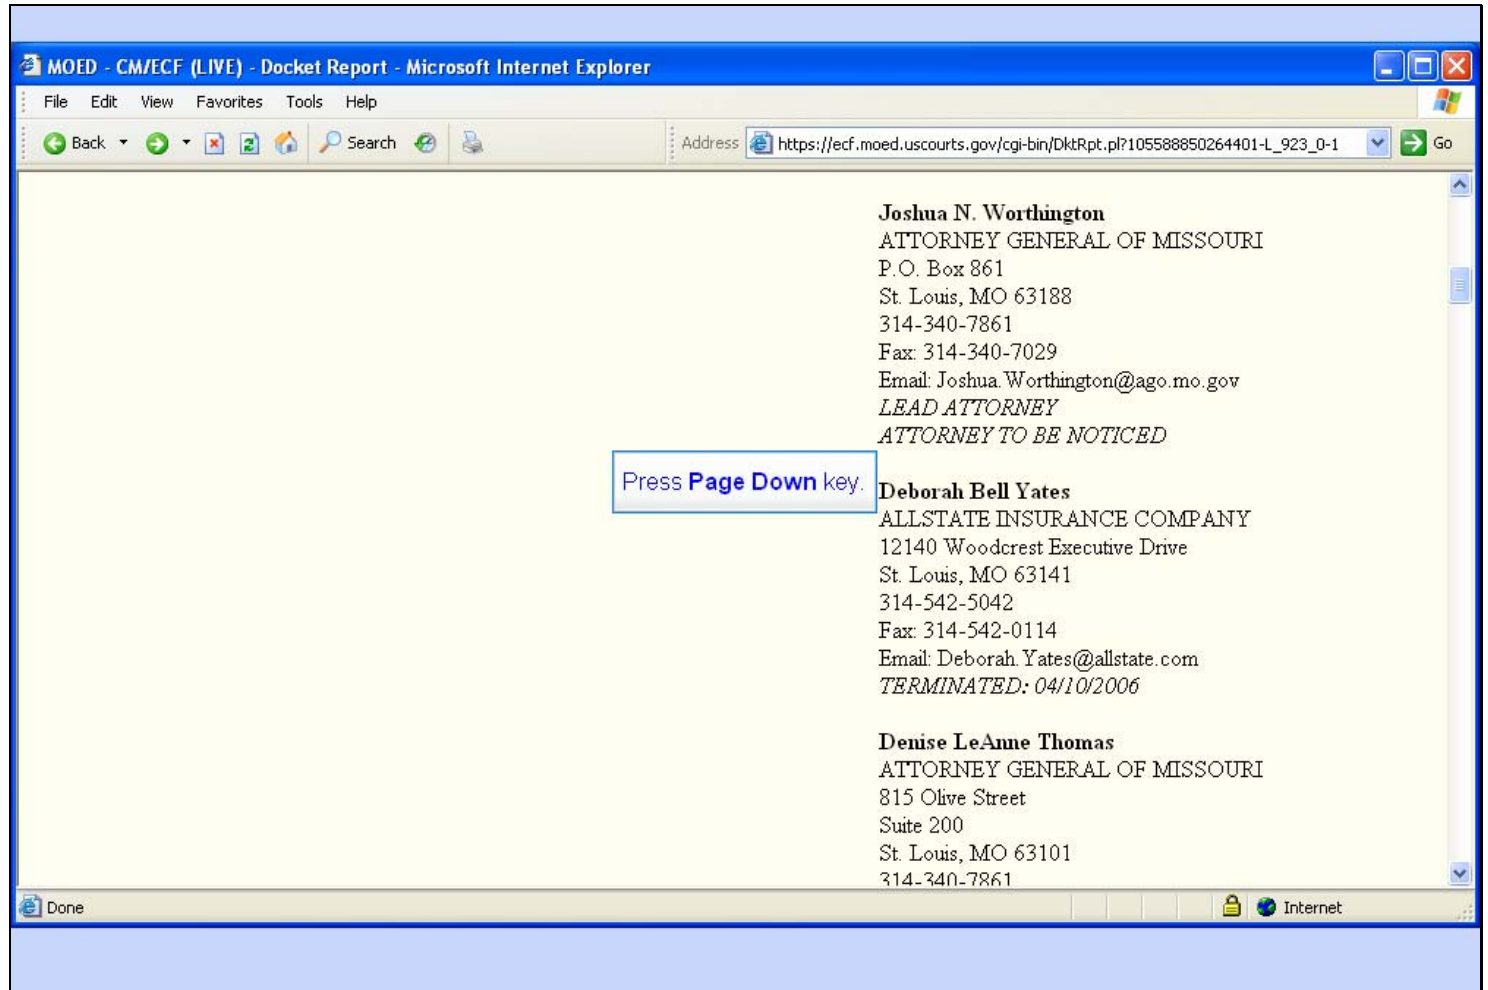 MOED - CM/ECF (LIVE) - Docket Report - Microsoft Internet Explorer
File Edit View Favorites Tools Help
Back Search Address https://ecf.moed.uscourts.gov/cgi-bin/DktRpt.pl?105588850264401-L_923_0-1 Go
Joshua N. Worthington
ATTORNEY GENERAL OF MISSOURI
P.O. Box 861
St. Louis, MO 63188
314-340-7861
Fax: 314-340-7029
Email: Joshua.Worthington@ago.mo.gov
LEAD ATTORNEY
ATTORNEY TO BE NOTICED
Press Page Down key.
Deborah Bell Yates
ALLSTATE INSURANCE COMPANY
12140 Woodcrest Executive Drive
St. Louis, MO 63141
314-542-5042
Fax: 314-542-0114
Email: Deborah.Yates@allstate.com
TERMINATED: 04/10/2006
Denise LeAnne Thomas
ATTORNEY GENERAL OF MISSOURI
815 Olive Street
Suite 200
St. Louis, MO 63101
314-340-7861
Done Internet